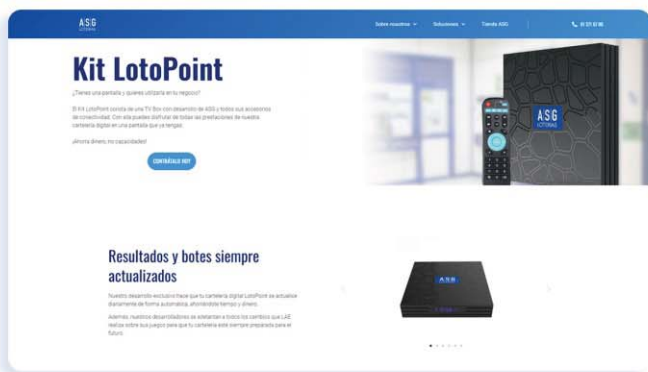 ASG
LOTERÍAS
Sobre nosotros
Soluciones
Tienda ASG
Kit LotoPoint
¿Tienes una pantalla y quieres utilizarla en tu negocio?
El Kit LotoPoint consta de una TV Box con desarrollo de ASG y todos sus accesorios
de conectividad. Con ella puedes disfrutar de todas las prestaciones de nuestra
cartelería digital en una pantalla que ya tengas.
¡Ahorra dinero, no capacidades!
CONTRÁTALO HOY
ASG
LOTERÍAS
Resultados y botes siempre
actualizados
Nuestro desarrollo exclusivo hace que tu cartelería digital LotoPoint se actualice
diariamente de forma automática, ahorrándote tiempo y dinero.
Además, nuestros desarrolladores se adelantan a todos los cambios que LAE
realice sobre sus juegos para que tu cartelería esté siempre preparada para el
futuro.
ASG